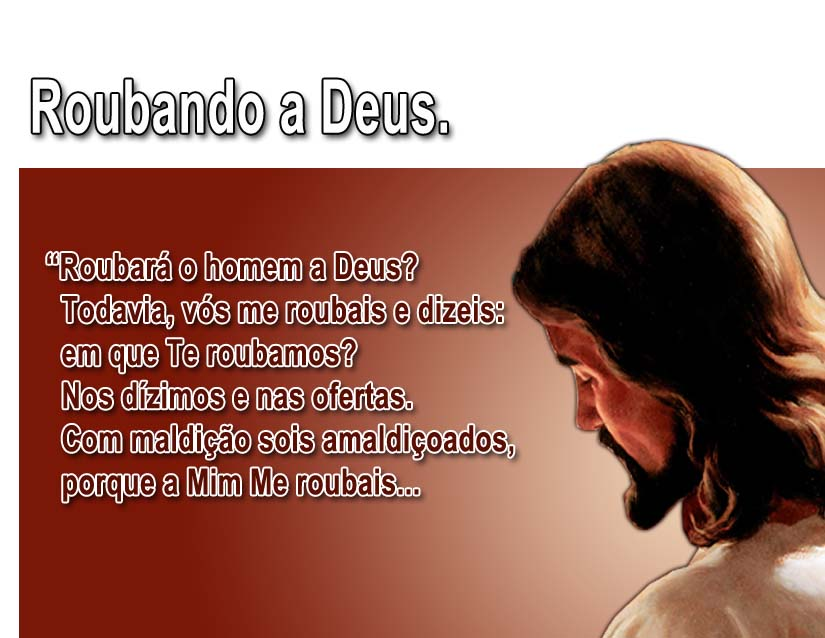 Roubando a Deus.
“Roubará o homem a Deus?
Todavia, vós me roubais e dizeis:
em que Te roubamos?
Nos dízimos e nas ofertas.
Com maldição sois amaldiçoados,
porque a Mim Me roubais...